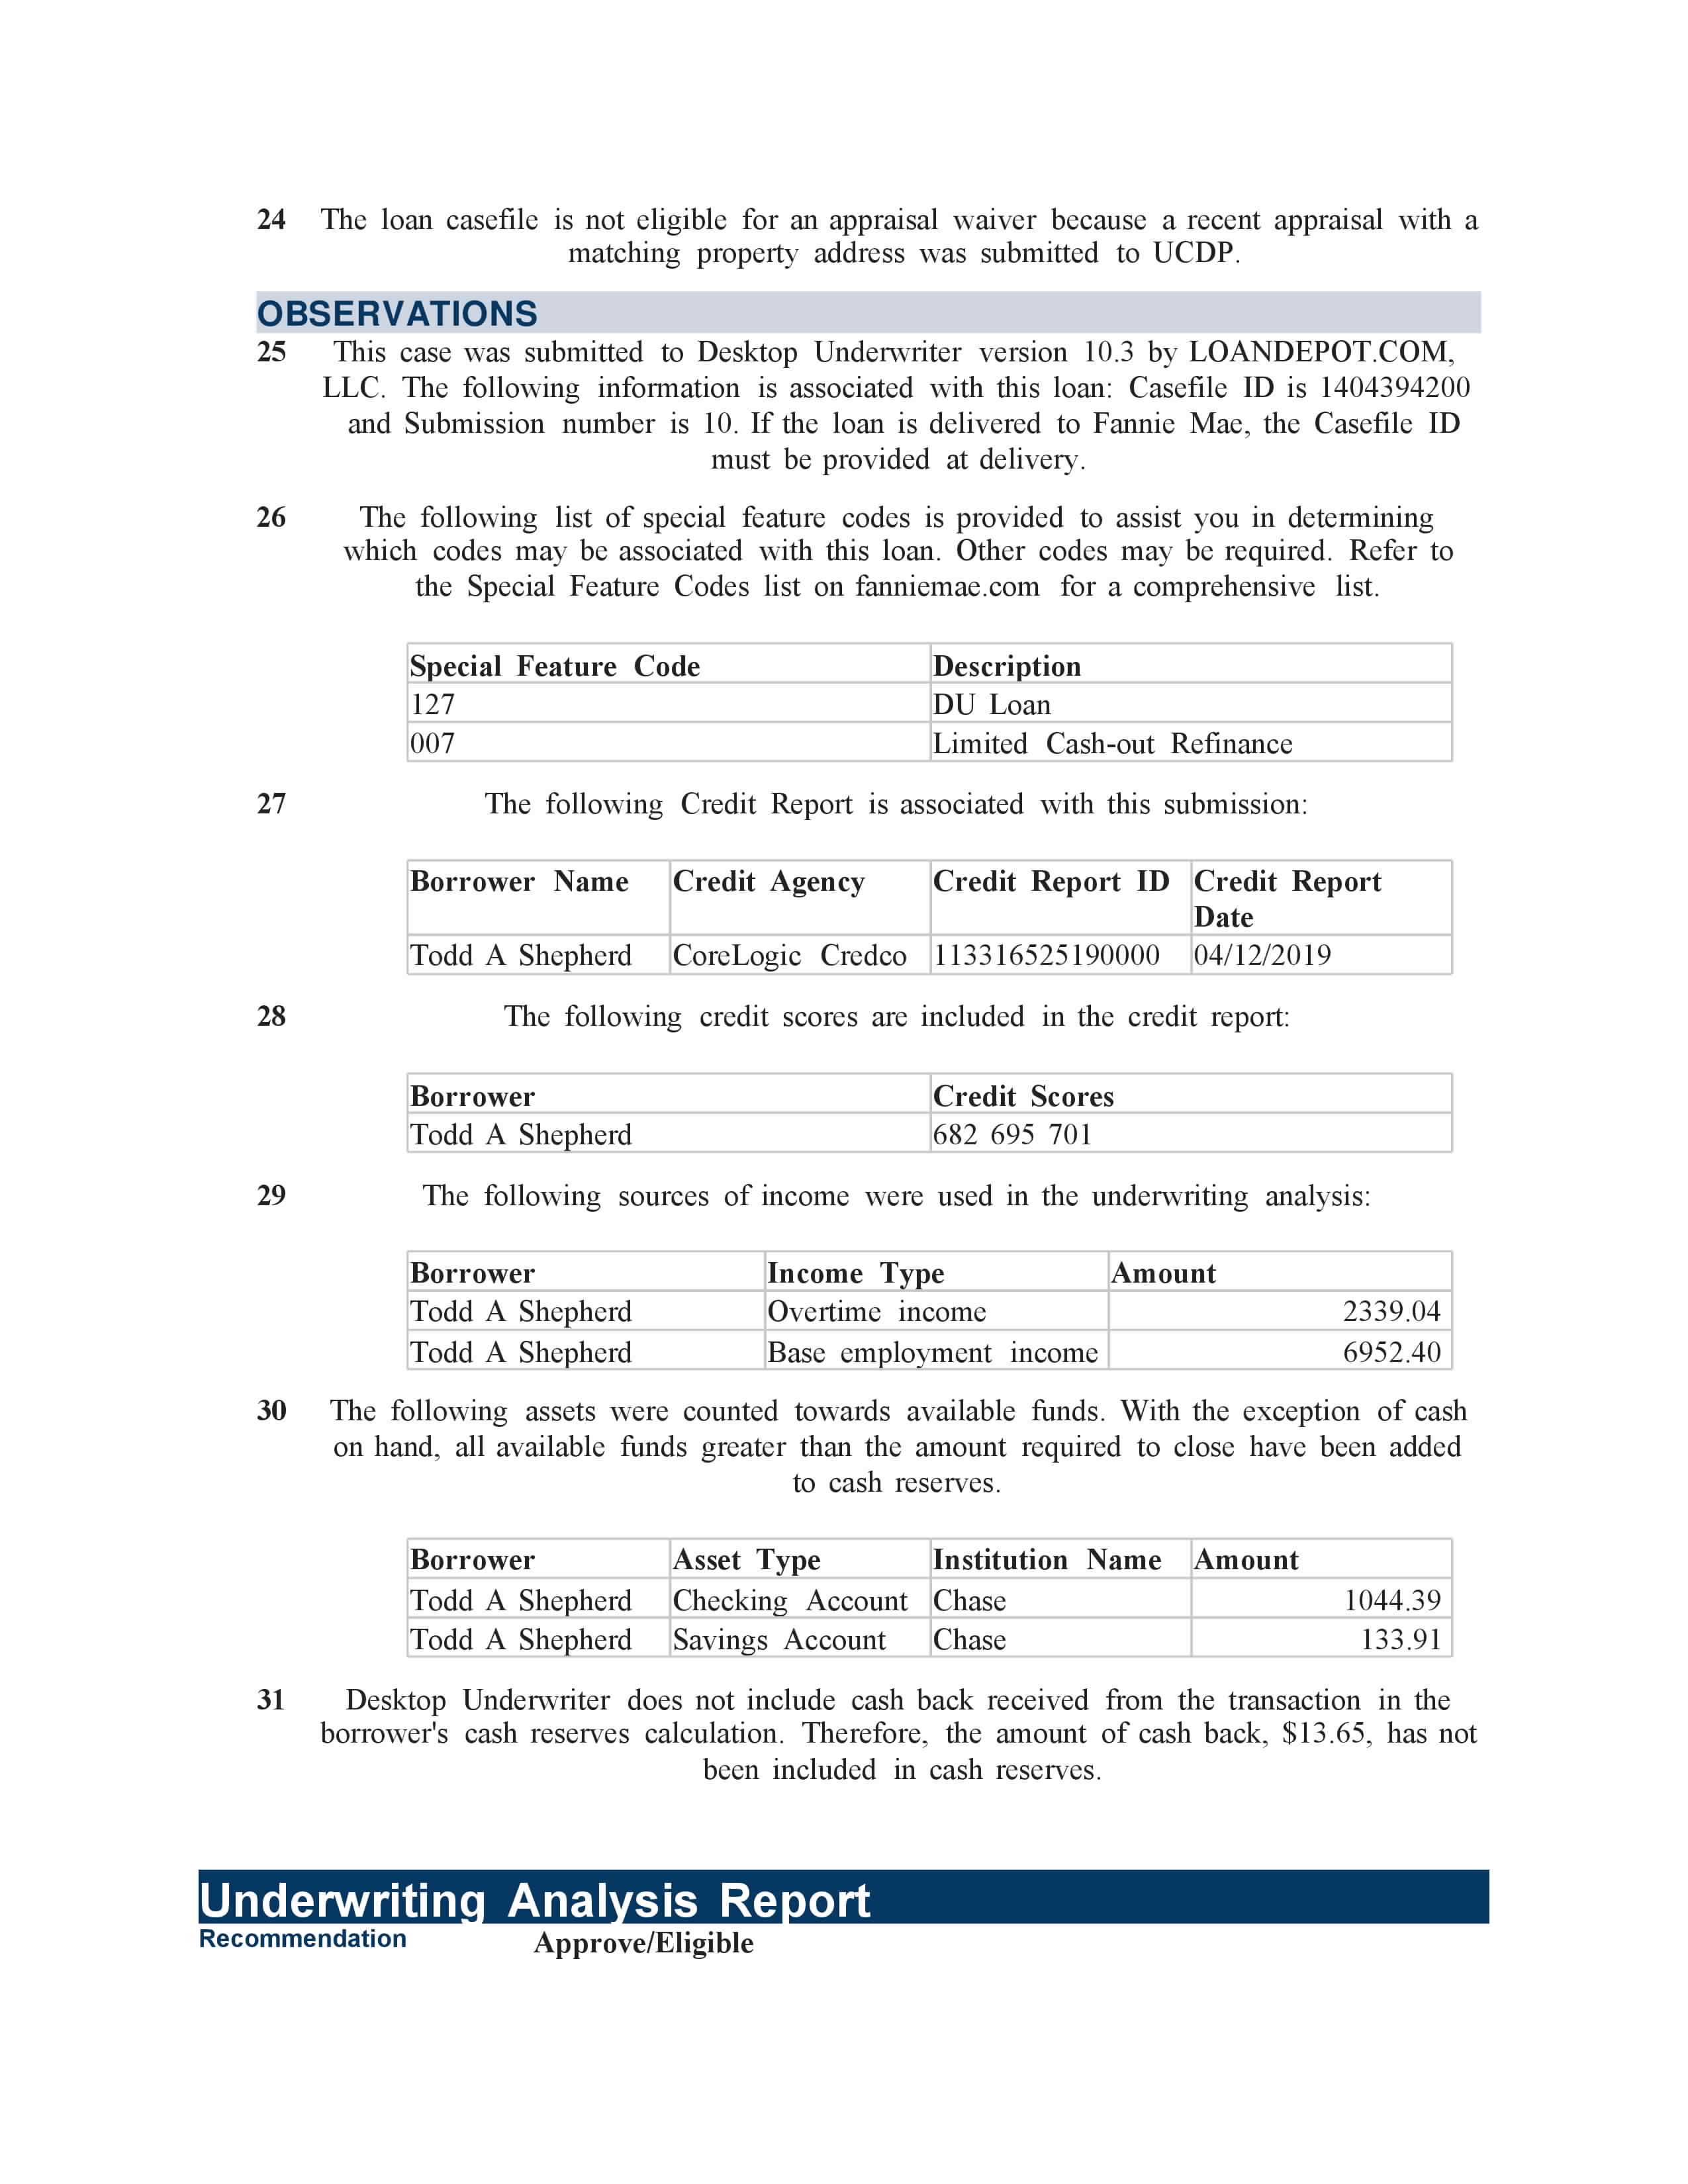 24 The loan casefile is not eligible for an appraisal waiver because a recent appraisal with a
matching property address was submitted to UCDP.
OBSERVATIONS
25 This case was submitted to Desktop Underwriter version 10.3 by LOANDEPOT.COM,
LLC. The following information is associated with this loan: Casefile ID is 1404394200
and Submission number is 10. If the loan is delivered to Fannie Mae, the Casefile ID
must be provided at delivery.
26 The following list of special feature codes is provided to assist you in determining
which codes may be associated with this loan. Other codes may be required. Refer to
the Special Feature Codes list on fanniemae.com for a comprehensive list.
Special Feature Code Description
127 DU Loan
007 Limited Cash-out Refinance
27 The following Credit Report is associated with this submission:
Borrower Name Credit Agency Credit Report ID Credit Report
Date
Todd A Shepherd CoreLogic Credco 113316525190000 04/12/2019
28 The following credit scores are included in the credit report:
Borrower Credit Scores
Todd A Shepherd 682 695 701
29 The following sources of income were used in the underwriting analysis:
Borrower Income Type Amount
Todd A Shepherd Overtime income 2339.04
Todd A Shepherd Base employment income 6952.40
30 The following assets were counted towards available funds. With the exception of cash
on hand, all available funds greater than the amount required to close have been added
to cash reserves.
Borrower Asset Type Institution Name Amount
Todd A Shepherd Checking Account Chase 1044.39
Todd A Shepherd Savings Account Chase 133.91
31 Desktop Underwriter does not include cash back received from the transaction in the
borrower's cash reserves calculation. Therefore, the amount of cash back, $13.65, has not
been included in cash reserves.
Underwriting Analysis Report
Recommendation Approve/Eligible